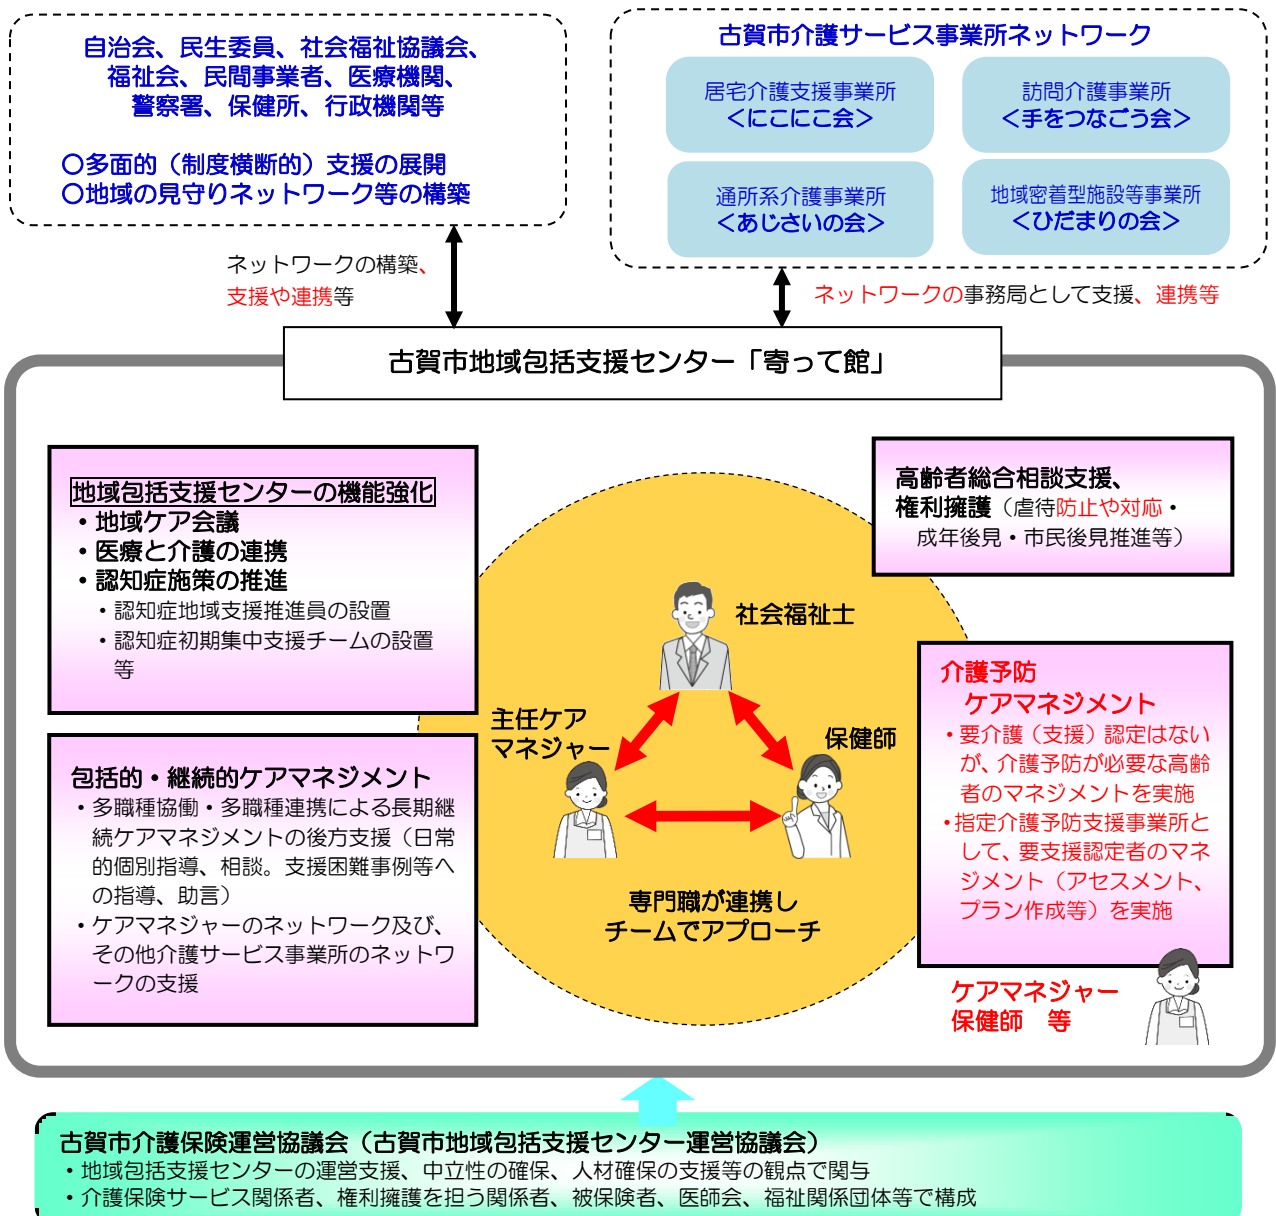 自治会、民生委員、社会福祉協議会、
福祉会、民間事業者、医療機関、
警察署、保健所、行政機関等
〇多面的（制度横断的）支援の展開
〇地域の見守りネットワーク等の構築
古賀市介護サービス事業所ネットワーク
居宅介護支援事業所
＜にこにこ会＞
訪問介護事業所
＜手をつなごう会＞
通所系介護事業所
＜あじさいの会＞
地域密着型施設等事業所
＜ひだまりの会＞
ネットワークの構築、
支援や連携等
ネットワークの事務局として支援、連携等
古賀市地域包括支援センター「寄って館」
地域包括支援センターの機能強化
・地域ケア会議
・医療と介護の連携
・認知症施策の推進
・認知症地域支援推進員の設置
・認知症初期集中支援チームの設置
等
高齢者総合相談支援、
権利擁護（虐待防止や対応・
成年後見・市民後見推進等）
社会福祉士
主任ケア
マネジャー
保健師
専門職が連携し
チームでアプローチ
包括的・継続的ケアマネジメント
・多職種協働・多職種連携による長期継
続ケアマネジメントの後方支援（日常
的個別指導、相談。支援困難事例等へ
の指導、助言）
・ケアマネジャーのネットワーク及び、
その他介護サービス事業所のネットワ
ークの支援
介護予防
ケアマネジメント
・要介護（支援）認定はない
が、介護予防が必要な高齢
者のマネジメントを実施
・指定介護予防支援事業所と
して、要支援認定者のマネ
ジメント（アセスメント、
プラン作成等）を実施
ケアマネジャー
保健師　等
古賀市介護保険運営協議会（古賀市地域包括支援センター運営協議会）
・地域包括支援センターの運営支援、中立性の確保、人材確保の支援等の観点で関与
・介護保険サービス関係者、権利擁護を担う関係者、被保険者、医師会、福祉関係団体等で構成